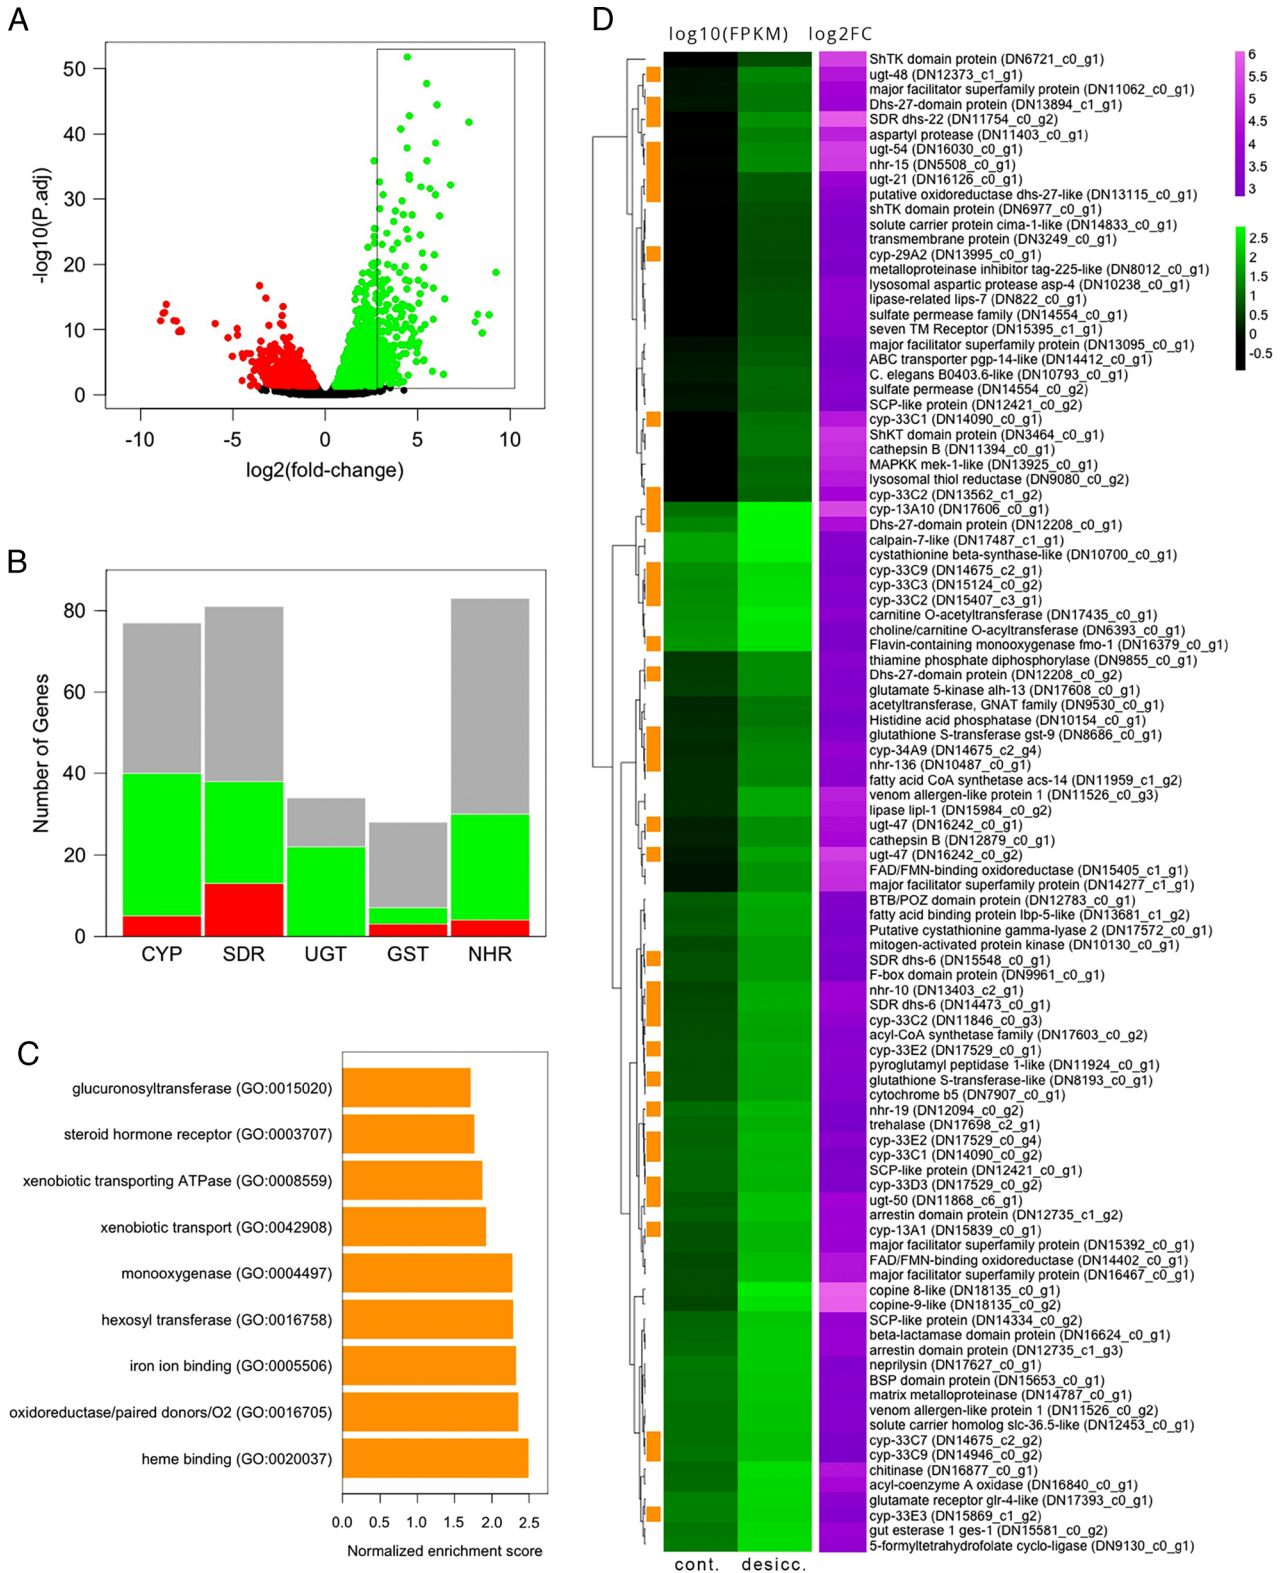 A
50
40
30
20
10
0
-log10(P.adj)
-10
-5
0
5
10
log2(fold-change)
B
80
60
40
20
0
Number of Genes
CYP
SDR
UGT
GST
NHR
C
glucuronosyltransferase (GO:0015020)
steroid hormone receptor (GO:0003707)
xenobiotic transporting ATPase (GO:0008559)
xenobiotic transport (GO:0042908)
monooxygenase (GO:0004497)
hexosyl transferase (GO:0016758)
iron ion binding (GO:0005506)
oxidoreductase/paired donors/O2 (GO:0016705)
heme binding (GO:0020037)
0.0
0.5
1.0
1.5
2.0
2.5
Normalized enrichment score
D
log10(FPKM)
log2FC
ShTK domain protein (DN6721_c0_g1)
ugt-48 (DN12373_c1_g1)
major facilitator superfamily protein (DN11062_c0_g1)
Dhs-27-domain protein (DN13894_c1_g1)
SDR dhs-22 (DN11754_c0_g2)
aspartyl protease (DN11403_c0_g1)
ugt-54 (DN16030_c0_g1)
nhr-15 (DN5508_c0_g1)
ugt-21 (DN16126_c0_g1)
putative oxidoreductase dhs-27-like (DN13115_c0_g1)
shTK domain protein (DN6977_c0_g1)
solute carrier protein cima-1-like (DN14833_c0_g1)
transmembrane protein (DN3249_c0_g1)
cyp-29A2 (DN13995_c0_g1)
metalloproteinase inhibitor tag-225-like (DN8012_c0_g1)
lysosomal aspartic protease asp-4 (DN10238_c0_g1)
lipase-related lips-7 (DN822_c0_g1)
sulfate permease family (DN14554_c0_g1)
seven TM Receptor (DN15395_c1_g1)
major facilitator superfamily protein (DN13095_c0_g1)
ABC transporter pgp-14-like (DN14412_c0_g1)
C. elegans B0403.6-like (DN10793_c0_g1)
sulfate permease (DN14554_c0_g2)
SCP-like protein (DN12421_c0_g2)
cyp-33C1 (DN14090_c0_g1)
ShKT domain protein (DN3464_c0_g1)
cathepsin B (DN11394_c0_g1)
MAPKK mek-1-like (DN13925_c0_g1)
lysosomal thiol reductase (DN9080_c0_g2)
cyp-33C2 (DN13562_c1_g2)
cyp-13A10 (DN17606_c0_g1)
Dhs-27-domain protein (DN12208_c0_g1)
calpain-7-like (DN17487_c1_g1)
cystathionine beta-synthase-like (DN10700_c0_g1)
cyp-33C9 (DN14675_c2_g1)
cyp-33C3 (DN15124_c0_g2)
cyp-33C2 (DN15407_c3_g1)
carnitine O-acetyltransferase (DN17435_c0_g1)
choline/carnitine O-acyltransferase (DN6393_c0_g1)
Flavin-containing monooxygenase fmo-1 (DN16379_c0_g1)
thiamine phosphate diphosphorylase (DN9855_c0_g1)
Dhs-27-domain protein (DN12208_c0_g2)
glutamate 5-kinase alh-13 (DN17608_c0_g1)
acetyltransferase, GNAT family (DN9530_c0_g1)
Histidine acid phosphatase (DN10154_c0_g1)
glutathione S-transferase gst-9 (DN8686_c0_g1)
cyp-34A9 (DN14675_c2_g4)
nhr-136 (DN10487_c0_g1)
fatty acid CoA synthetase acs-14 (DN11959_c1_g2)
venom allergen-like protein 1 (DN11526_c0_g3)
lipase lipl-1 (DN15984_c0_g2)
ugt-47 (DN16242_c0_g1)
cathepsin B (DN12879_c0_g1)
ugt-47 (DN16242_c0_g2)
FAD/FMN-binding oxidoreductase (DN15405_c1_g1)
major facilitator superfamily protein (DN14277_c1_g1)
BTB/POZ domain protein (DN12783_c0_g1)
fatty acid binding protein lbp-5-like (DN13681_c1_g2)
Putative cystathionine gamma-lyase 2 (DN17572_c0_g1)
mitogen-activated protein kinase (DN10130_c0_g1)
SDR dhs-6 (DN15548_c0_g1)
F-box domain protein (DN9961_c0_g1)
nhr-10 (DN13403_c2_g1)
SDR dhs-6 (DN14473_c0_g1)
cyp-33C2 (DN11846_c0_g3)
acyl-CoA synthetase family (DN17603_c0_g2)
cyp-33E2 (DN17529_c0_g1)
pyroglutamyl peptidase 1-like (DN11924_c0_g1)
glutathione S-transferase-like (DN8193_c0_g1)
cytochrome b5 (DN7907_c0_g1)
nhr-19 (DN12094_c0_g2)
trehalase (DN17698_c2_g1)
cyp-33E2 (DN17529_c0_g4)
cyp-33C1 (DN14090_c0_g2)
SCP-like protein (DN12421_c0_g1)
cyp-33D3 (DN17529_c0_g2)
ugt-50 (DN11868_c6_g1)
arrestin domain protein (DN12735_c1_g2)
cyp-13A1 (DN15839_c0_g1)
major facilitator superfamily protein (DN15392_c0_g1)
FAD/FMN-binding oxidoreductase (DN14402_c0_g1)
major facilitator superfamily protein (DN16467_c0_g1)
copine 8-like (DN18135_c0_g1)
copine-9-like (DN18135_c0_g2)
SCP-like protein (DN14334_c0_g2)
beta-lactamase domain protein (DN16624_c0_g1)
arrestin domain protein (DN12735_c1_g3)
neprilysin (DN17627_c0_g1)
BSP domain protein (DN15653_c0_g1)
matrix metalloproteinase (DN14787_c0_g1)
venom allergen-like protein 1 (DN11526_c0_g2)
solute carrier homolog slc-36.5-like (DN12453_c0_g1)
cyp-33C7 (DN14675_c2_g2)
cyp-33C9 (DN14946_c0_g2)
chitinase (DN16877_c0_g1)
acyl-coenzyme A oxidase (DN16840_c0_g1)
glutamate receptor glr-4-like (DN17393_c0_g1)
cyp-33E3 (DN15869_c1_g2)
gut esterase 1 ges-1 (DN15581_c0_g2)
5-formyltetrahydrofolate cyclo-ligase (DN9130_c0_g1)
cont.
desicc.
6
5.5
5
4.5
4
3.5
3
2.5
2
1.5
1
0.5
0
-0.5